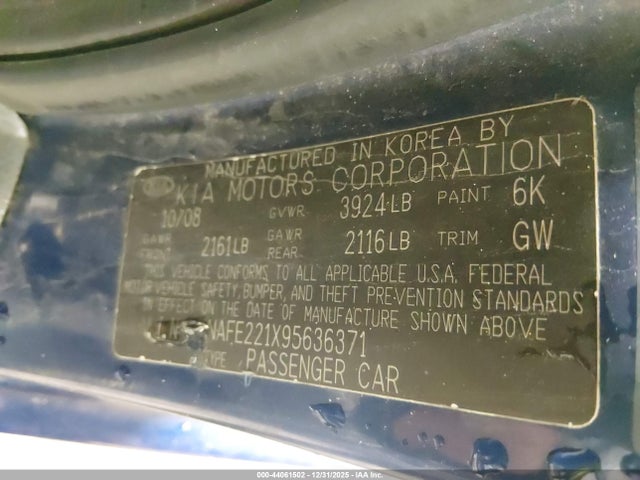 MANUFACTURED IN KOREA BY
KIA KIA MOTORS CORPORATION
10/08 GVWR 3924LB PAINT 6K
GAWR FRONT 2161LB GAWR REAR 2116LB TRIM GW
THIS VEHICLE CONFORMS TO ALL APPLICABLE U.S.A. FEDERAL
MOTOR VEHICLE SAFETY, BUMPER, AND THEFT PREVENTION STANDARDS
IN EFFECT ON THE DATE OF MANUFACTURE SHOWN ABOVE
NAFE221X95636371
TYPE PASSENGER CAR
000-44061502 - 12/31/2025 - IAA Inc.